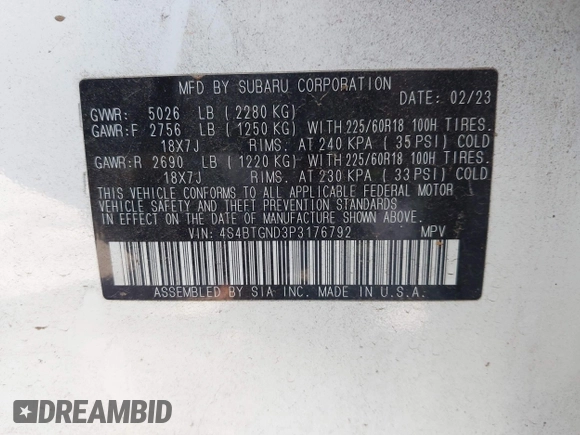 MFD BY SUBARU CORPORATION
DATE: 02/23
GVWR: 5026 LB ( 2280 KG)
GAWR:F 2756 LB ( 1250 KG) WITH 225/60R18 100H TIRES.
18X7J RIMS. AT 240 KPA ( 35 PSI) COLD
GAWR:R 2690 LB ( 1220 KG) WITH 225/60R18 100H TIRES.
18X7J RIMS. AT 230 KPA ( 33 PSI) COLD
THIS VEHICLE CONFORMS TO ALL APPLICABLE FEDERAL MOTOR
VEHICLE SAFETY AND THEFT PREVENTION STANDARDS
IN EFFECT ON THE DATE OF MANUFACTURE SHOWN ABOVE.
VIN: 4S4BTGND3P3176792 MPV
ASSEMBLED BY SIA INC. MADE IN U.S.A.
DREAMBID